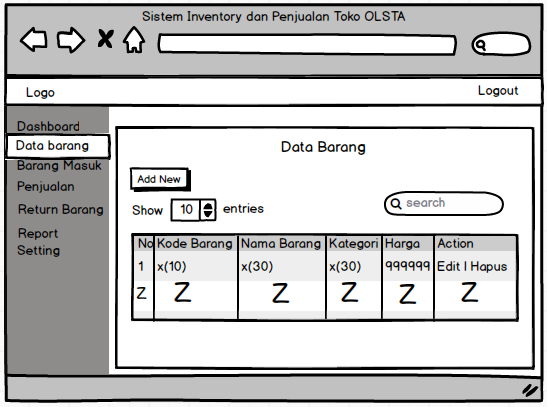 Sistem Inventory dan Penjualan Toko OLSTA
Logo
Logout
Dashboard
Data barang
Barang Masuk
Penjualan
Return Barang
Report
Setting
Data Barang
Add New
Show 10 entries
search
No Kode Barang Nama Barang Kategori Harga Action
1 x(10) x(30) x(30) 999999 Edit | Hapus
Z Z Z Z Z Z